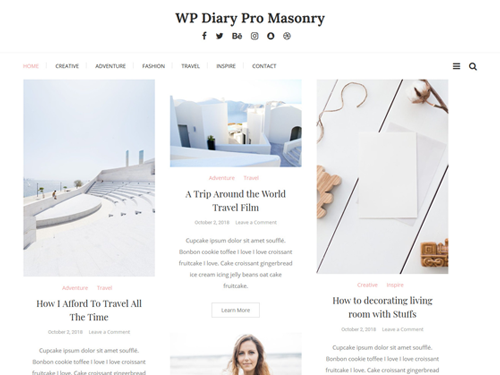 WP Diary Pro Masonry
HOME CREATIVE ADVENTURE FASHION TRAVEL INSPIRE CONTACT
Adventure Travel
How I Afford To Travel All
The Time
October 2, 2018 Leave a Comment
Cupcake ipsum dolor sit amet soufflé.
Bonbon cookie toffee I love I love croissant
fruitcake I love. Cake croissant gingerbread
Adventure Travel
A Trip Around the World
Travel Film
October 2, 2018 Leave a Comment
Cupcake ipsum dolor sit amet soufflé.
Bonbon cookie toffee I love I love croissant
fruitcake I love. Cake croissant gingerbread
ice cream icing jelly beans oat cake
fruitcake.
Learn More
Creative Inspire
How to decorating living
room with Stuffs
October 2, 2018 Leave a Comment
Cupcake ipsum dolor sit amet soufflé.
Bonbon cookie toffee I love I love croissant
fruitcake I love. Cake croissant gingerbread